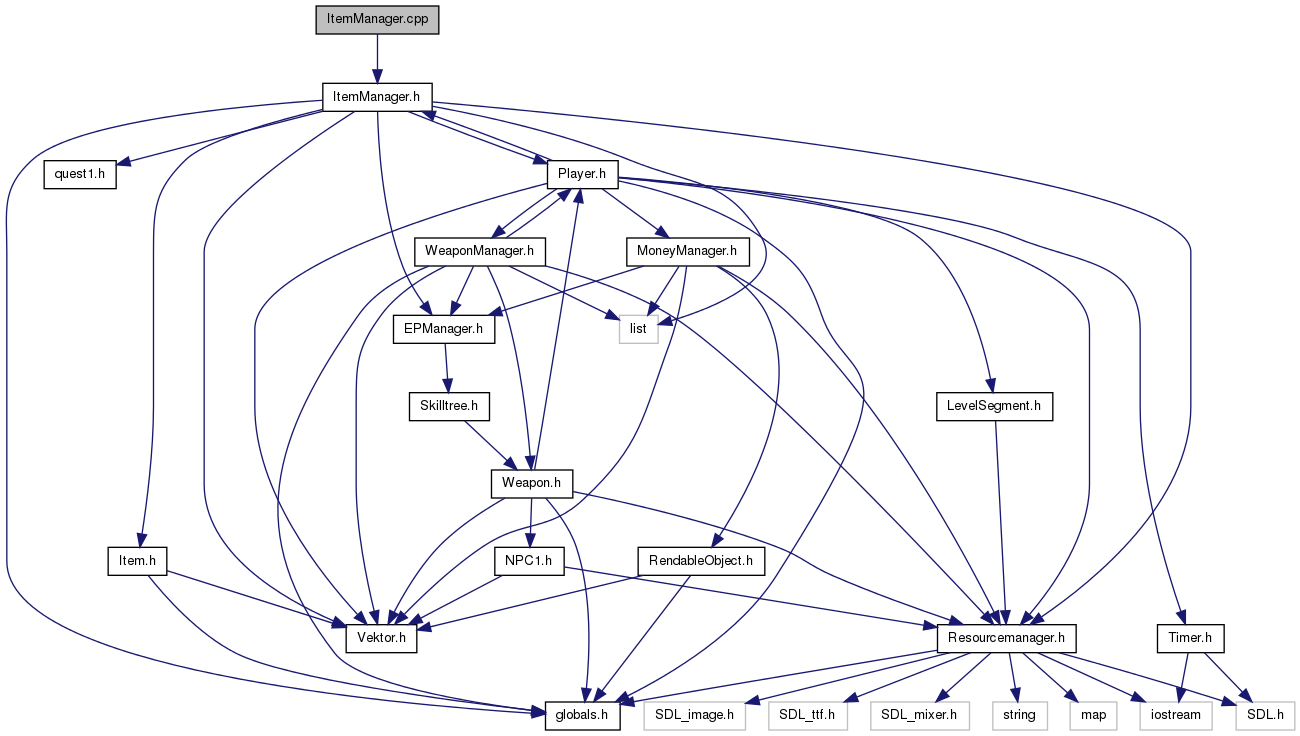 ItemManager.cpp
ItemManager.h
quest1.h
Player.h
WeaponManager.h
MoneyManager.h
EPManager.h
list
Skilltree.h
LevelSegment.h
Weapon.h
Item.h
NPC1.h
RendableObject.h
Vektor.h
Resourcemanager.h
Timer.h
globals.h
SDL_image.h
SDL_ttf.h
SDL_mixer.h
string
map
iostream
SDL.h